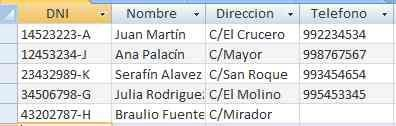 DNI Nombre Direccion Telefono
14523223-A Juan Martín C/El Crucero 992234534
12453234-J Ana Palacín C/Mayor 998767567
23432989-K Serafín Alavez C/San Roque 993454654
34506798-G Julia Rodriguez C/El Molino 995453345
43202787-H Braulio Fuente C/Mirador